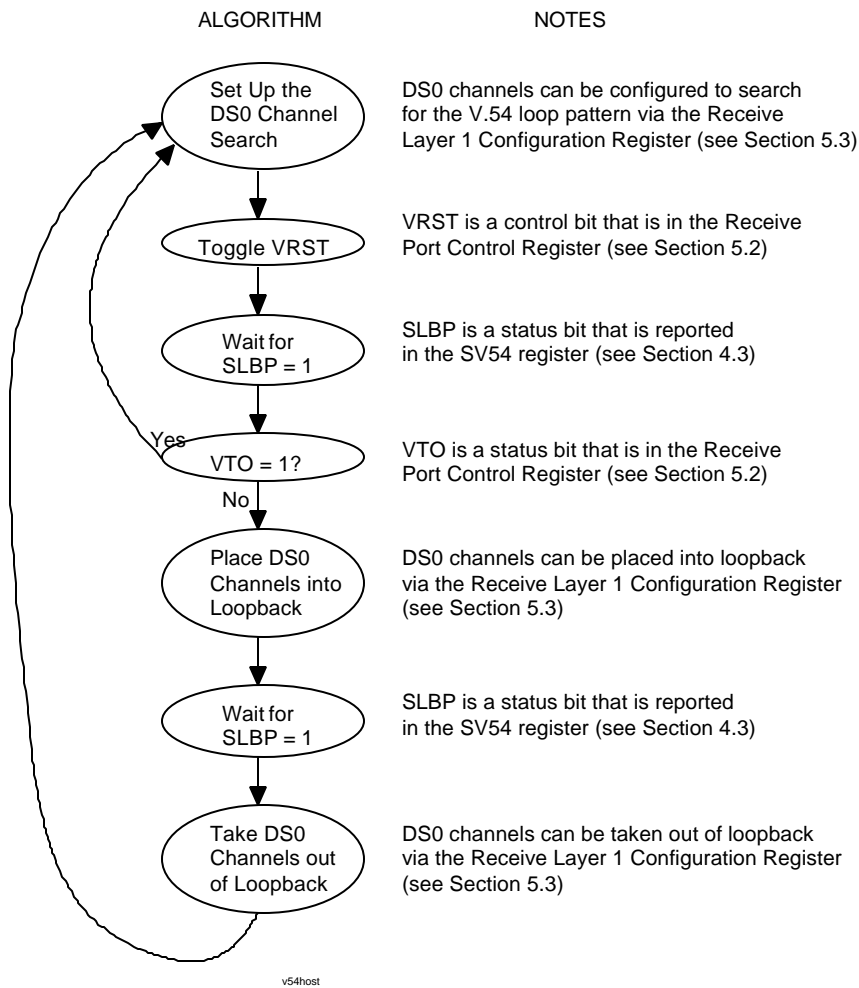 ALGORITHM
NOTES
Set Up the
DS0 Channel
Search
DS0 channels can be configured to search
for the V.54 loop pattern via the Receive
Layer 1 Configuration Register (see Section 5.3)
Toggle VRST
VRST is a control bit that is in the Receive
Port Control Register (see Section 5.2)
Wait for
SLBP = 1
SLBP is a status bit that is reported
in the SV54 register (see Section 4.3)
Yes
VTO = 1?
VTO is a status bit that is in the Receive
Port Control Register (see Section 5.2)
No
Place DS0
Channels into
Loopback
DS0 channels can be placed into loopback
via the Receive Layer 1 Configuration Register
(see Section 5.3)
Wait for
SLBP = 1
SLBP is a status bit that is reported
in the SV54 register (see Section 4.3)
Take DS0
Channels out
of Loopback
DS0 channels can be taken out of loopback
via the Receive Layer 1 Configuration Register
(see Section 5.3)
v54host